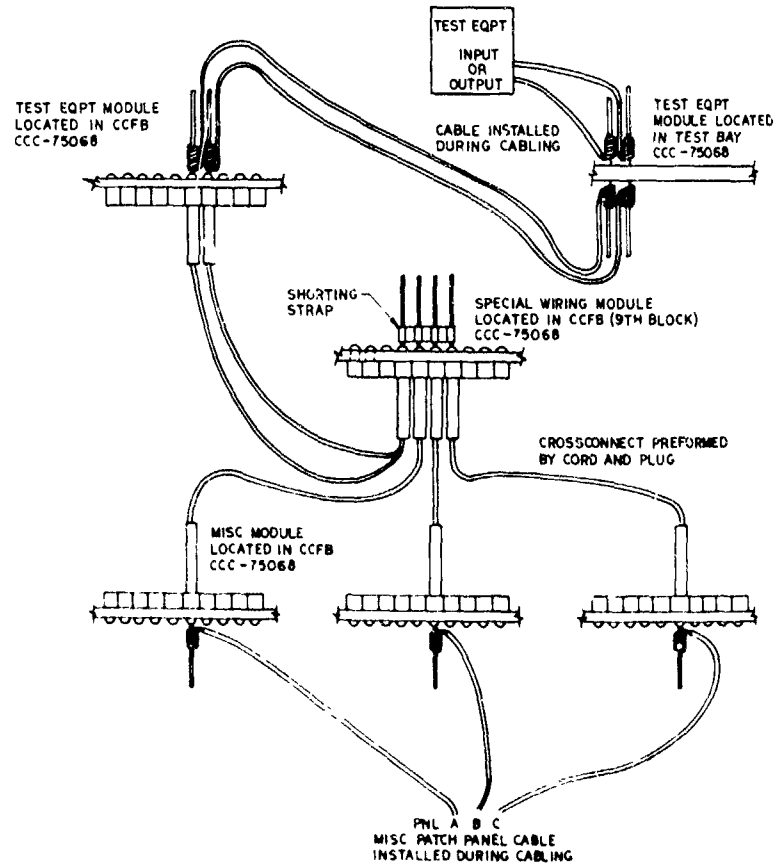 TEST EQPT
INPUT
OR
OUTPUT
TEST EQPT MODULE
LOCATED IN CCFB
CCC-75068
CABLE INSTALLED
DURING CABLING
TEST EQPT
MODULE LOCATED
IN TEST BAY
CCC-75068
SHORTING
STRAP
SPECIAL WIRING MODULE
LOCATED IN CCFB (9TH BLOCK)
CCC-75068
CROSSCONNECT PREFORMED
BY CORD AND PLUG
MISC MODULE
LOCATED IN CCFB
CCC-75068
PNL A B C
MISC PATCH PANEL CABLE
INSTALLED DURING CABLING